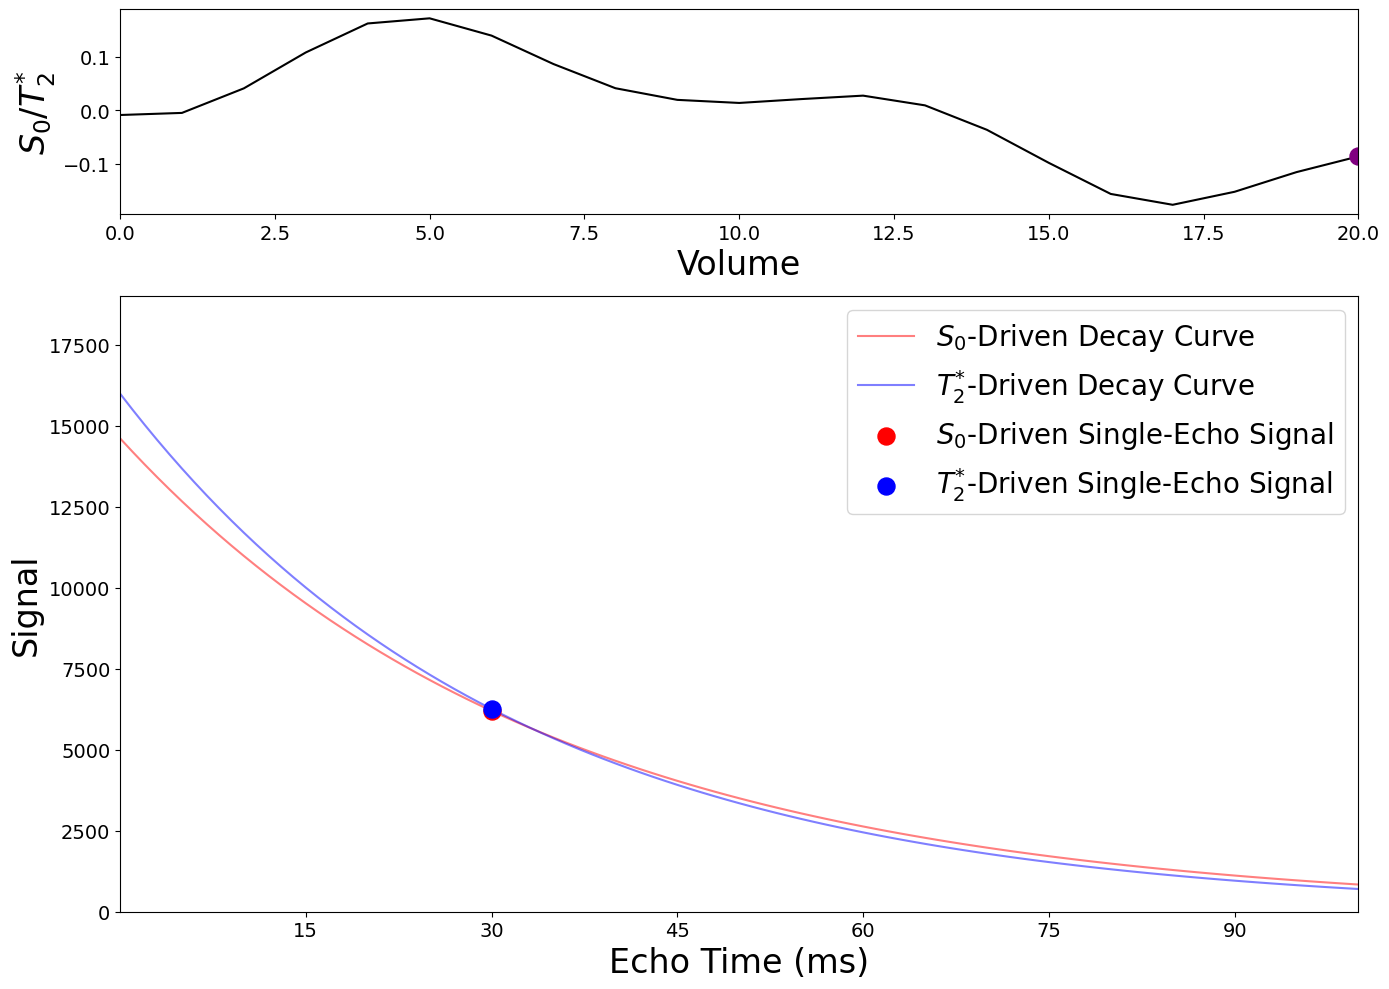 S₀/T₂*
0.1
0.0
−0.1
0.0 2.5 5.0 7.5 10.0 12.5 15.0 17.5 20.0
Volume
S₀-Driven Decay Curve
T₂*-Driven Decay Curve
S₀-Driven Single-Echo Signal
T₂*-Driven Single-Echo Signal
Signal
17500
15000
12500
10000
7500
5000
2500
0
15 30 45 60 75 90
Echo Time (ms)